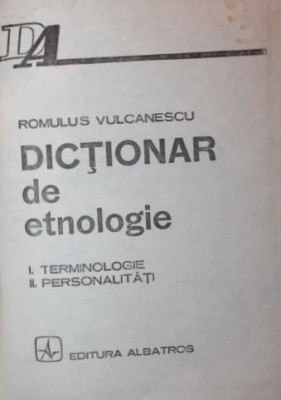 DA
ROMULUS VULCANESCU
DICŢIONAR
de
etnologie
I. TERMINOLOGIE
II. PERSONALITĂŢI
EDITURA ALBATROS